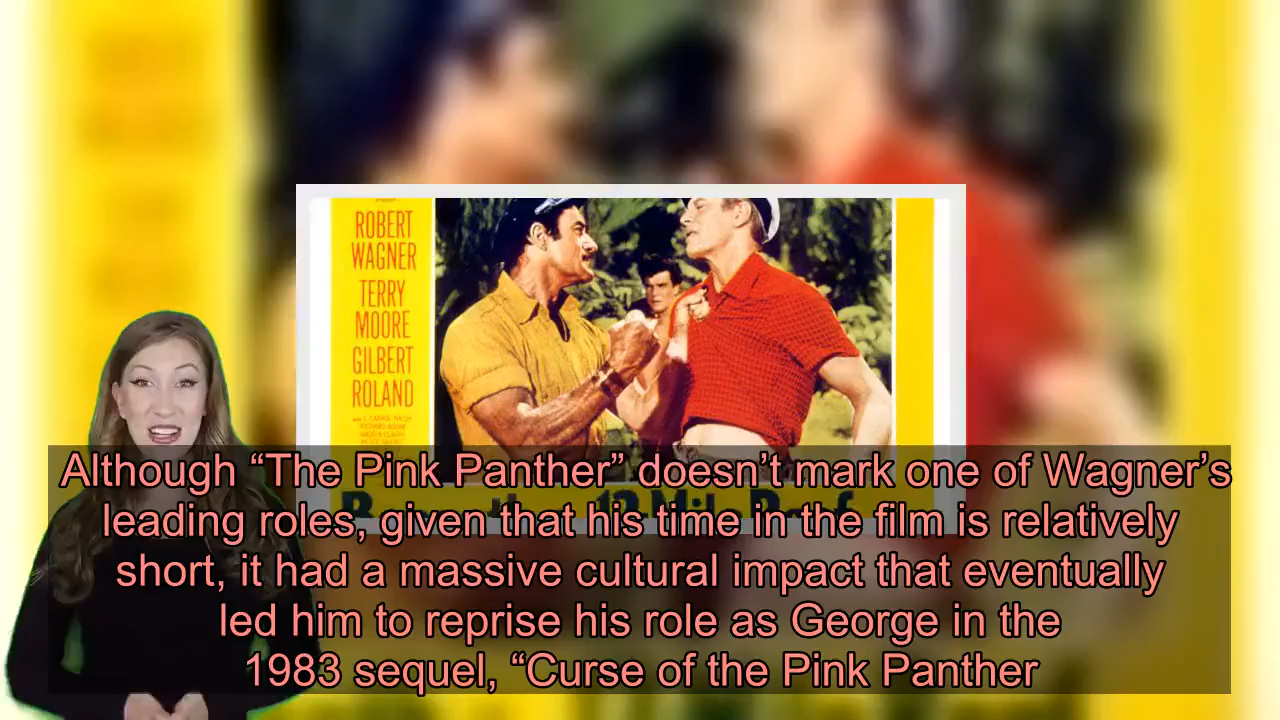 ROBERT
WAGNER
TERRY
MOORE
GILBERT
ROLAND
Although “The Pink Panther” doesn’t mark one of Wagner’s
leading roles, given that his time in the film is relatively
short, it had a massive cultural impact that eventually
led him to reprise his role as George in the
1983 sequel, “Curse of the Pink Panther